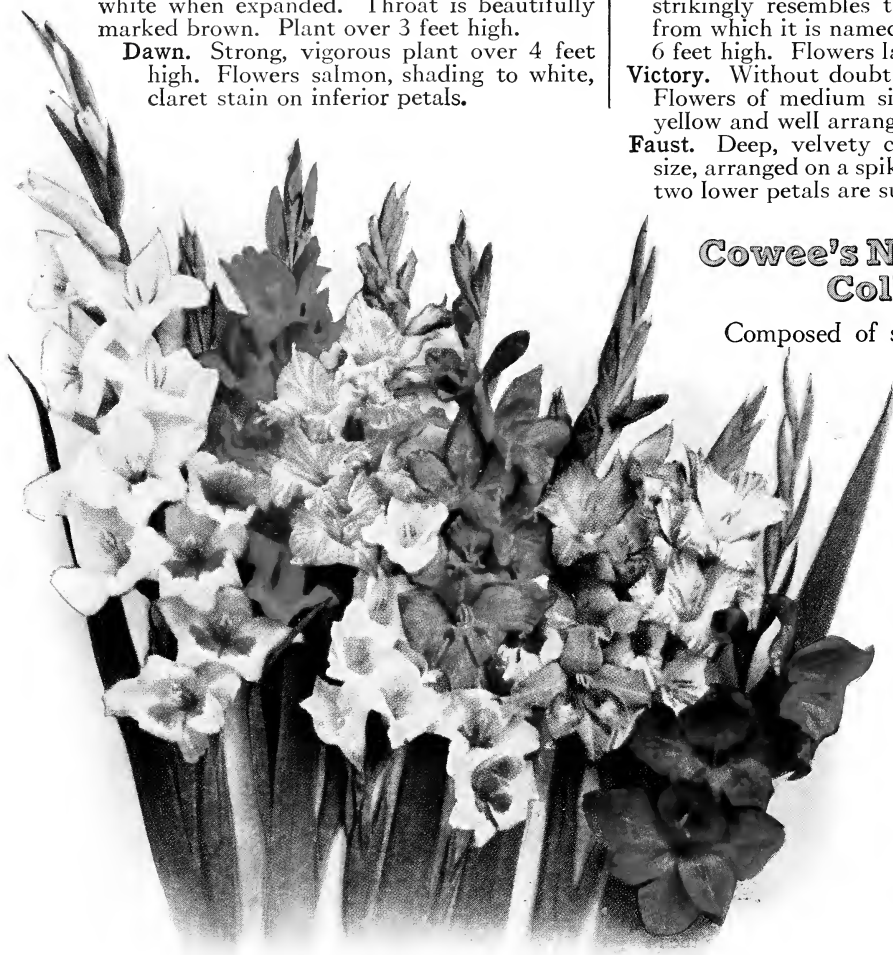 white when expanded. Throat is beautifully
marked brown. Plant over 3 feet high.
Dawn. Strong, vigorous plant over 4 feet
high. Flowers salmon, shading to white,
claret stain on inferior petals.
strikingly resembles t
from which it is named
6 feet high. Flowers la
Victory. Without doubt
Flowers of medium si
yellow and well arrang
Faust. Deep, velvety c
size, arranged on a spik
two lower petals are su
Cowee's N
Col
Composed of s